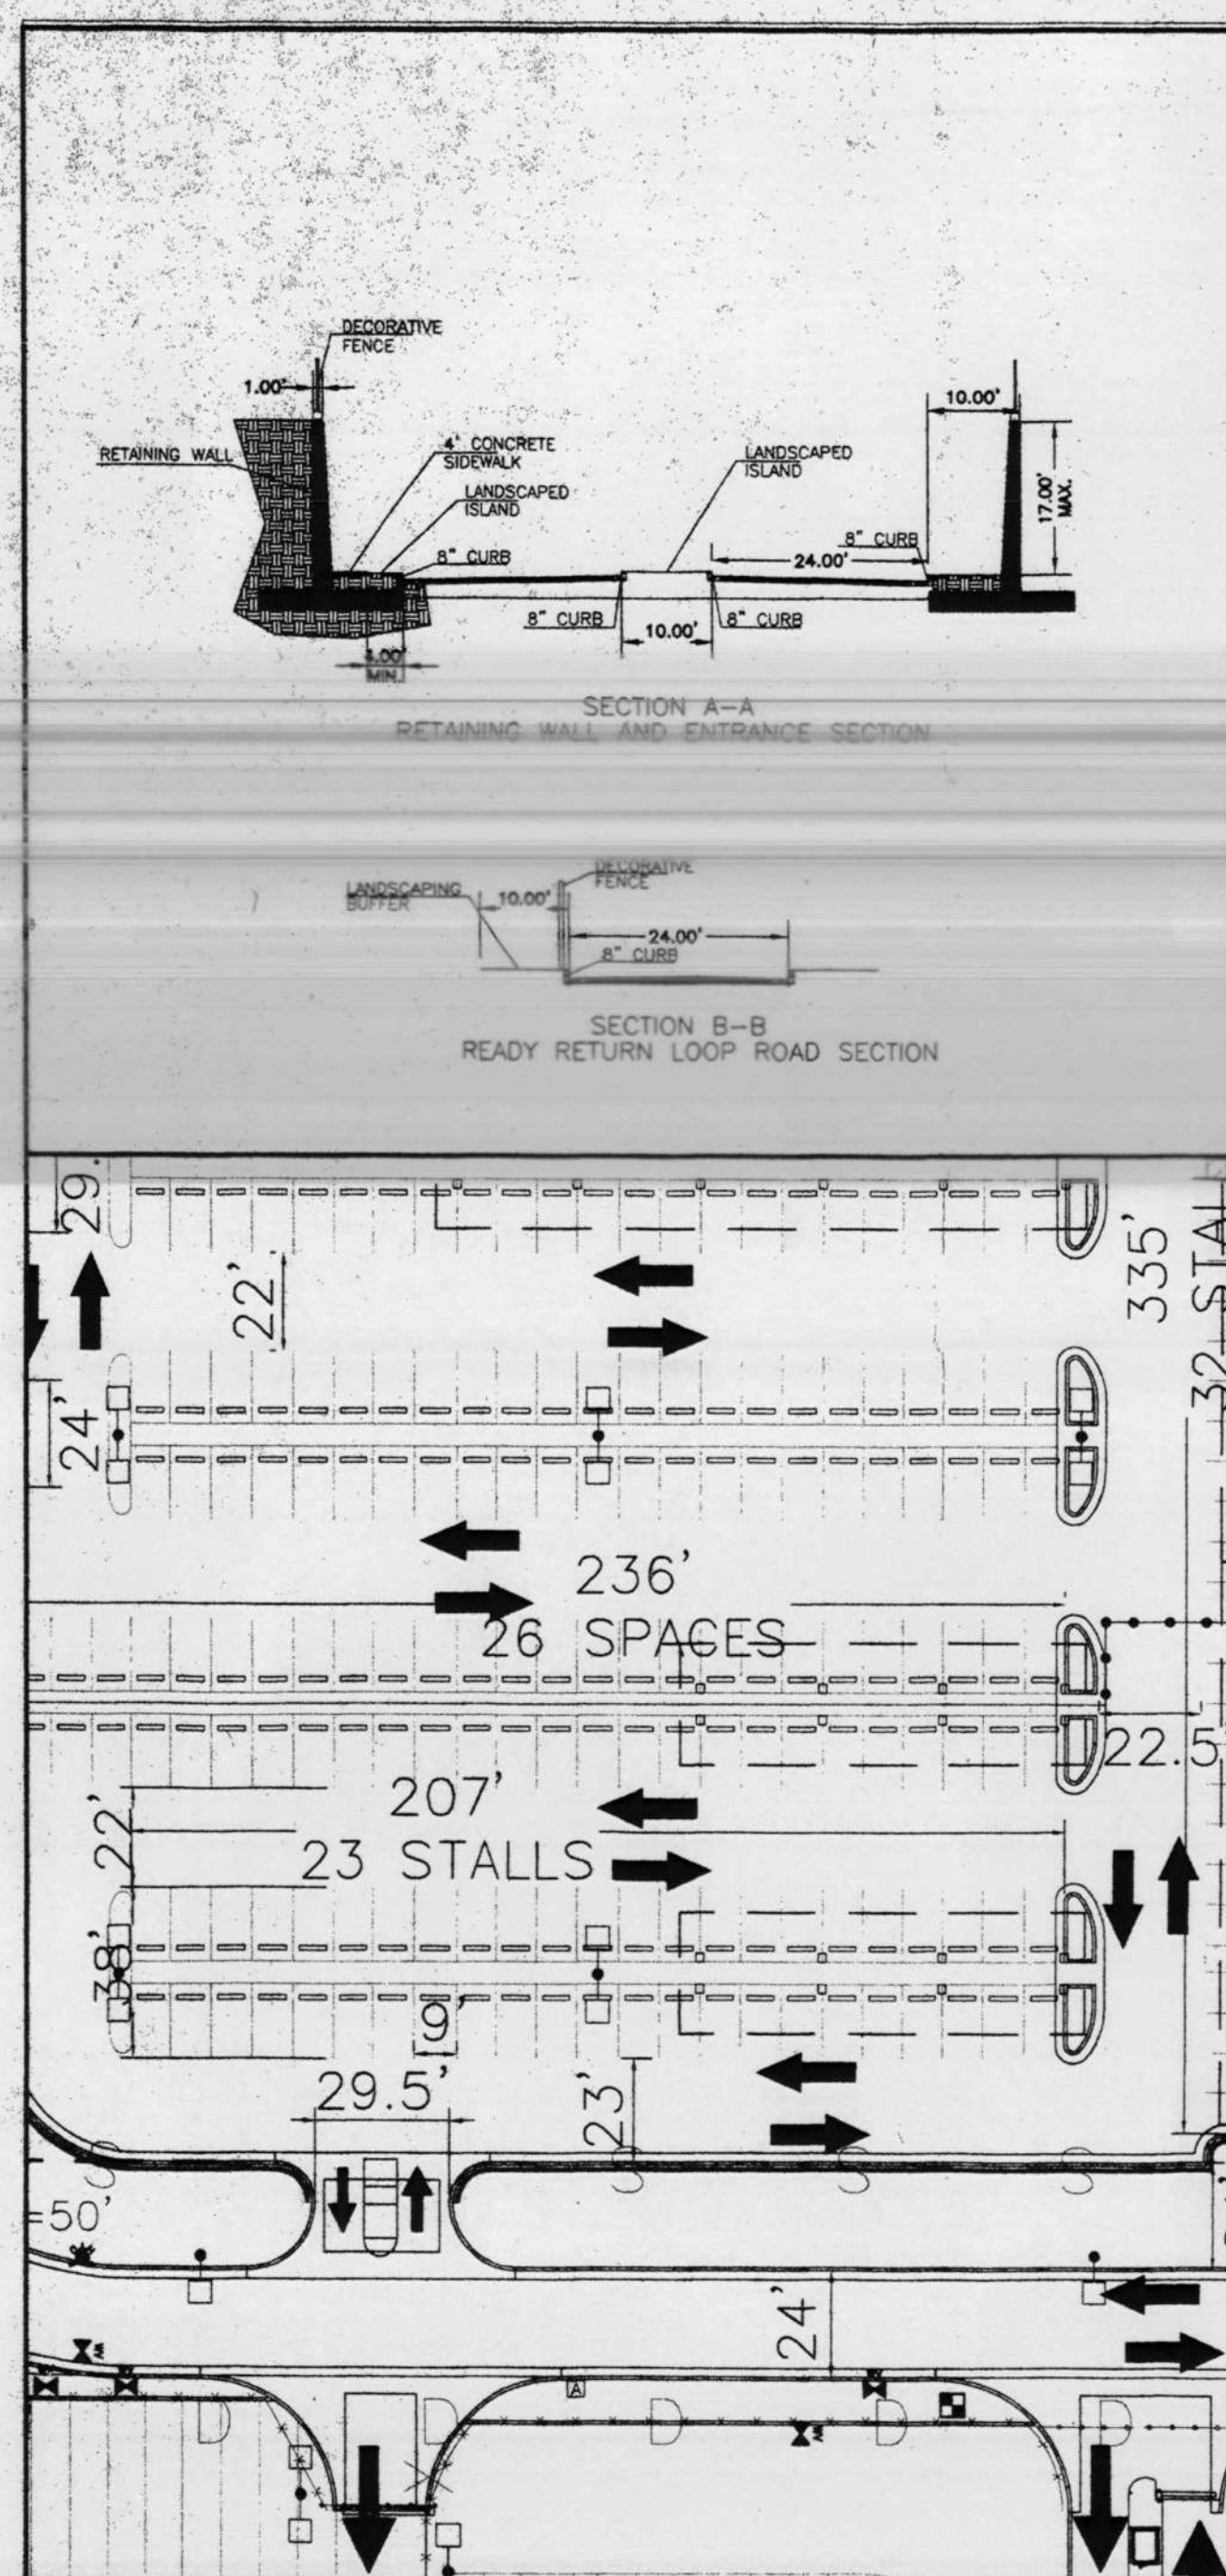 DECORATIVE
FENCE
1.00'
10.00'
RETAINING WALL
4' CONCRETE
SIDEWALK
LANDSCAPED
ISLAND
LANDSCAPED
ISLAND
17.00'
MAX.
8" CURB
8" CURB
24.00'
8" CURB
10.00'
8" CURB
MIN.
SECTION A-A
RETAINING WALL AND ENTRANCE SECTION
DECORATIVE
FENCE
LANDSCAPING
BUFFER
10.00'
24.00'
8" CURB
SECTION B-B
READY RETURN LOOP ROAD SECTION
29.
22'
335'
32 STAL
24'
236'
26 SPACES
22.5
207'
23 STALLS
22'
38'
9'
29.5'
23'
S
S
S
S
=50'
24'
W
A
D
D
D
D
D
W